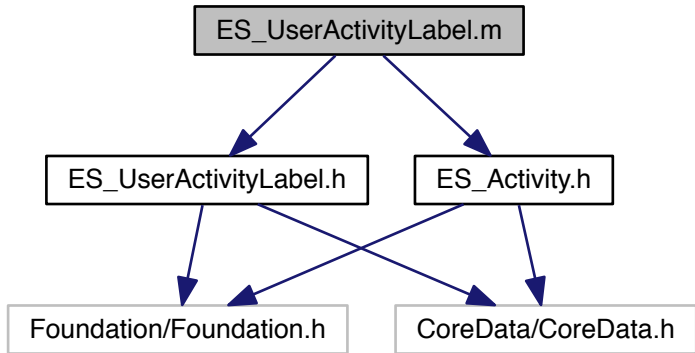 ES_UserActivityLabel.m
ES_UserActivityLabel.h
ES_Activity.h
Foundation/Foundation.h
CoreData/CoreData.h